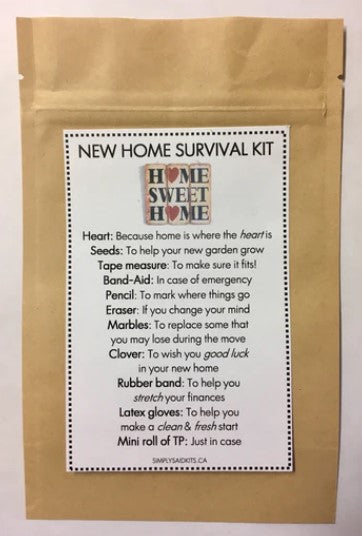 NEW HOME SURVIVAL KIT
H♥ME
SWEET
H♥ME
Heart: Because home is where the heart is
Seeds: To help your new garden grow
Tape measure: To make sure it fits!
Band-Aid: In case of emergency
Pencil: To mark where things go
Eraser: If you change your mind
Marbles: To replace some that
you may lose during the move
Clover: To wish you good luck
in your new home
Rubber band: To help you
stretch your finances
Latex gloves: To help you
make a clean & fresh start
Mini roll of TP: Just in case
SIMPLYSAIDKITS.CA